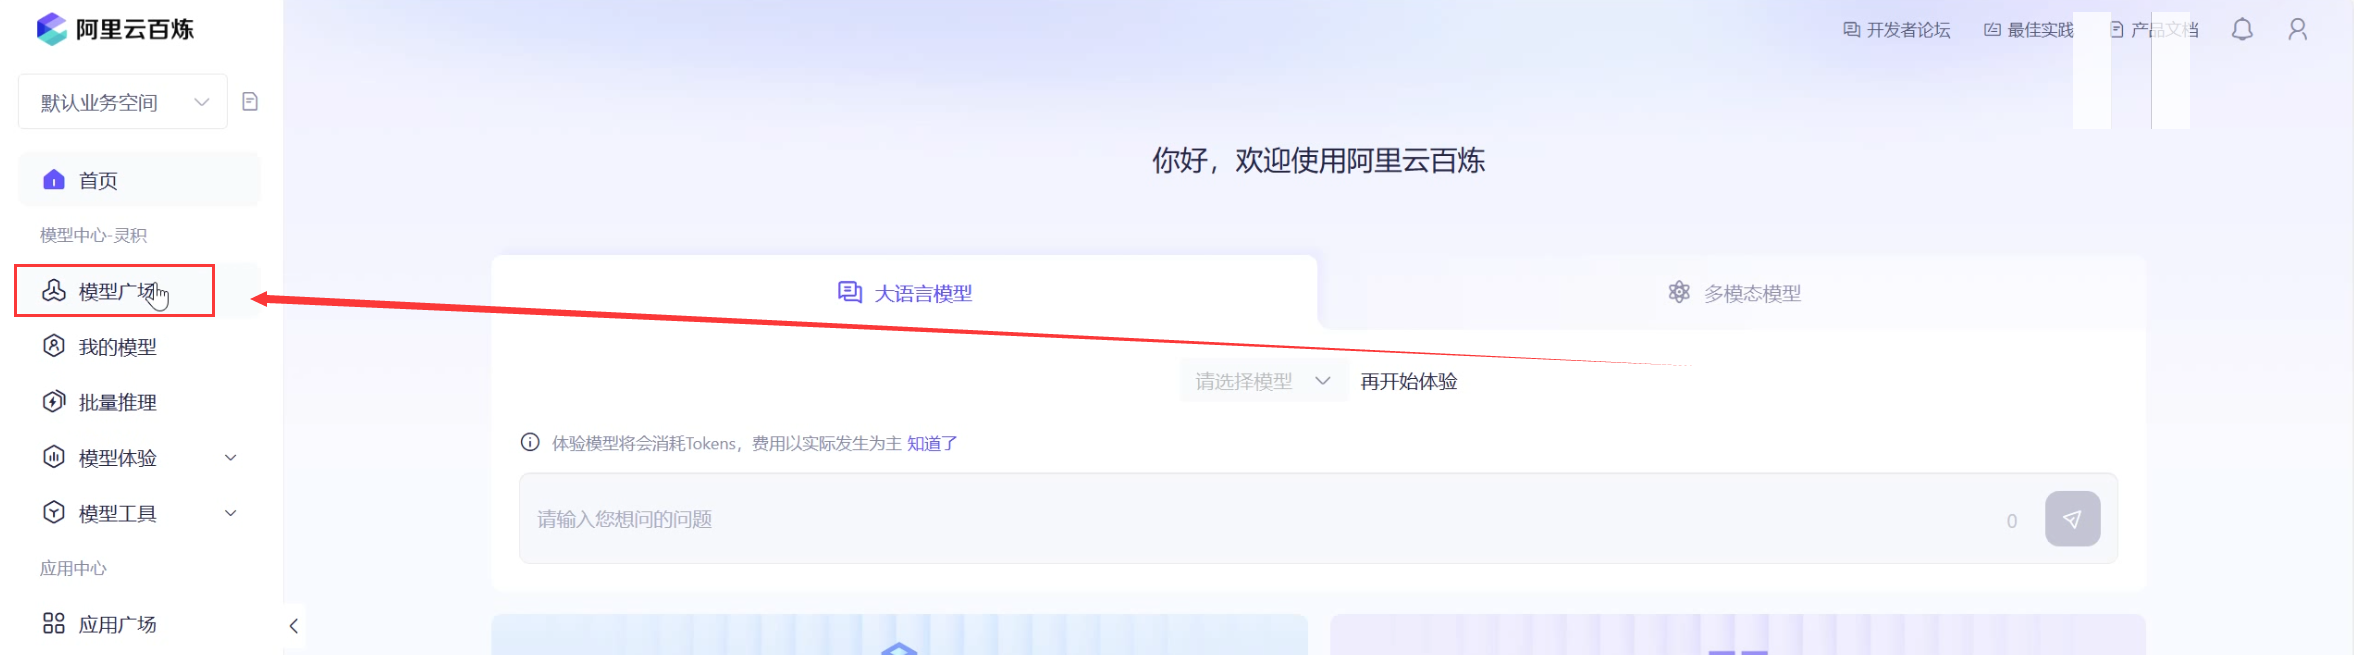 阿里云百炼
开发者论坛
最佳实践
产品文档
默认业务空间
你好，欢迎使用阿里云百炼
首页
模型中心-灵积
模型广场
大语言模型
多模态模型
我的模型
请选择模型
再开始体验
批量推理
体验模型将会消耗Tokens，费用以实际发生为主 知道了
模型体验
模型工具
请输入您想问的问题
0
应用中心
应用广场